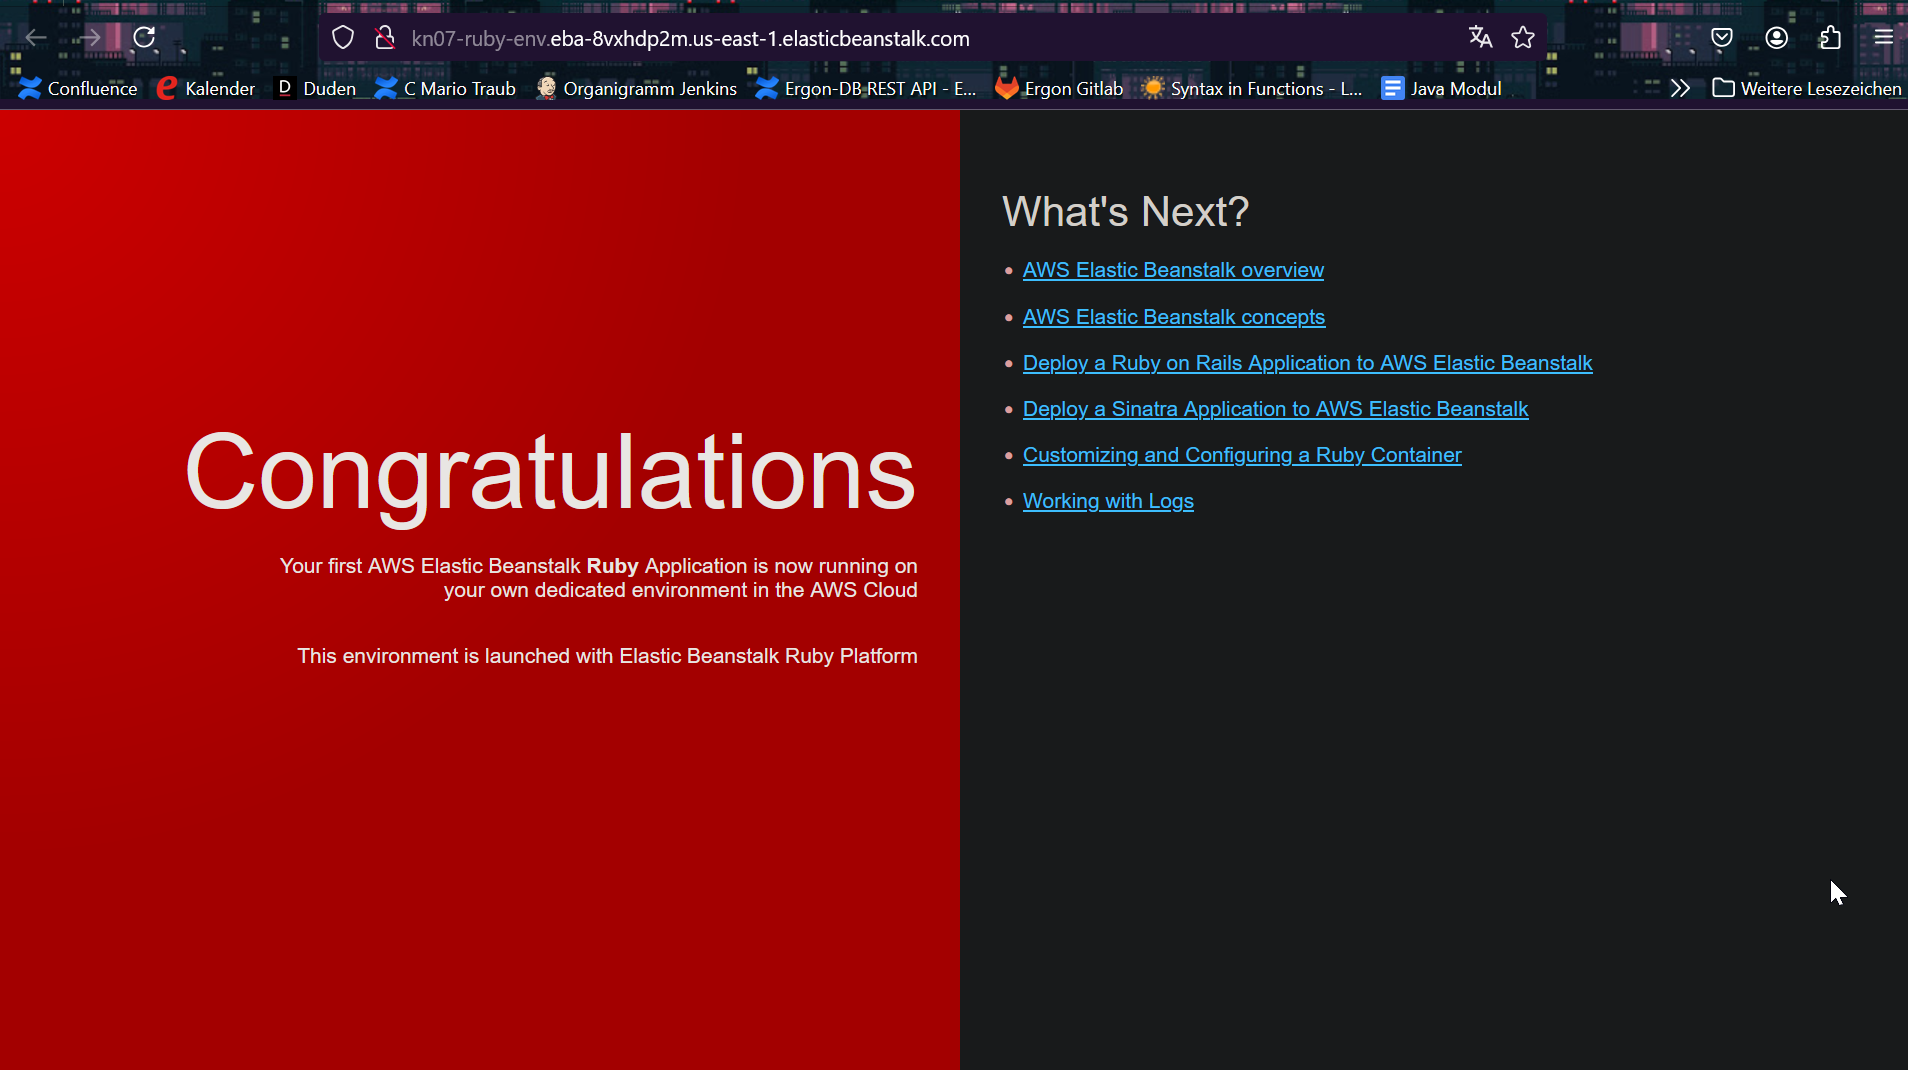 kn07-ruby-env.eba-8vxhdp2m.us-east-1.elasticbeanstalk.com
Confluence
Kalender
D Duden
C Mario Traub
Organigramm Jenkins
Ergon-DB REST API - E...
Ergon Gitlab
Syntax in Functions - L...
Java Modul
Weitere Lesezeichen
Congratulations
Your first AWS Elastic Beanstalk Ruby Application is now running on
your own dedicated environment in the AWS Cloud
This environment is launched with Elastic Beanstalk Ruby Platform
What's Next?
AWS Elastic Beanstalk overview
AWS Elastic Beanstalk concepts
Deploy a Ruby on Rails Application to AWS Elastic Beanstalk
Deploy a Sinatra Application to AWS Elastic Beanstalk
Customizing and Configuring a Ruby Container
Working with Logs